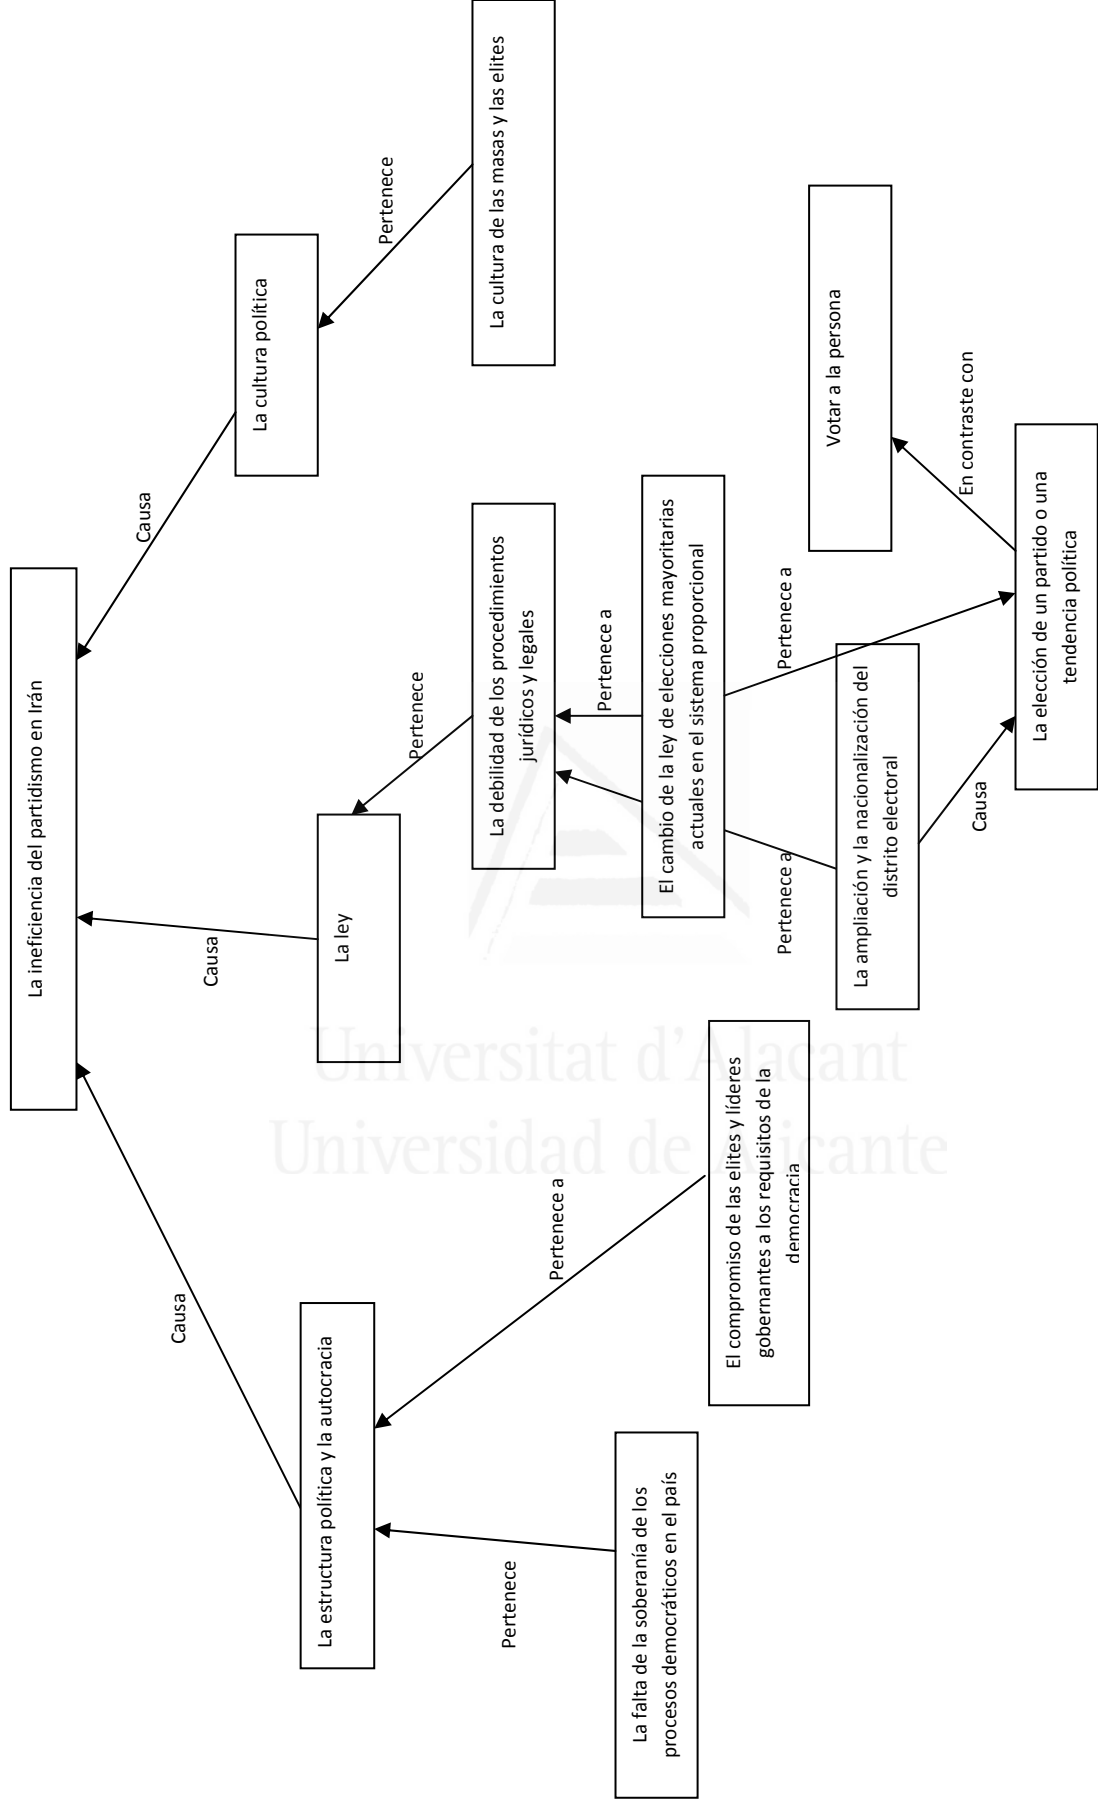 La ineficiencia del partidismo en Irán
Causa
Causa
Causa
La estructura política y la autocracia
La ley
La cultura política
Pertenece
Pertenece a
Pertenece
Pertenece
La falta de la soberanía de los
procesos democráticos en el país
El compromiso de las elites y líderes
gobernantes a los requisitos de la
democracia
La debilidad de los procedimientos
jurídicos y legales
La cultura de las masas y las elites
Pertenece a
El cambio de la ley de elecciones mayoritarias
actuales en el sistema proporcional
Pertenece a
Pertenece a
La ampliación y la nacionalización del
distrito electoral
Votar a la persona
Causa
En contraste con
La elección de un partido o una
tendencia política
Universitat d'Alacant
Universidad de Alicante